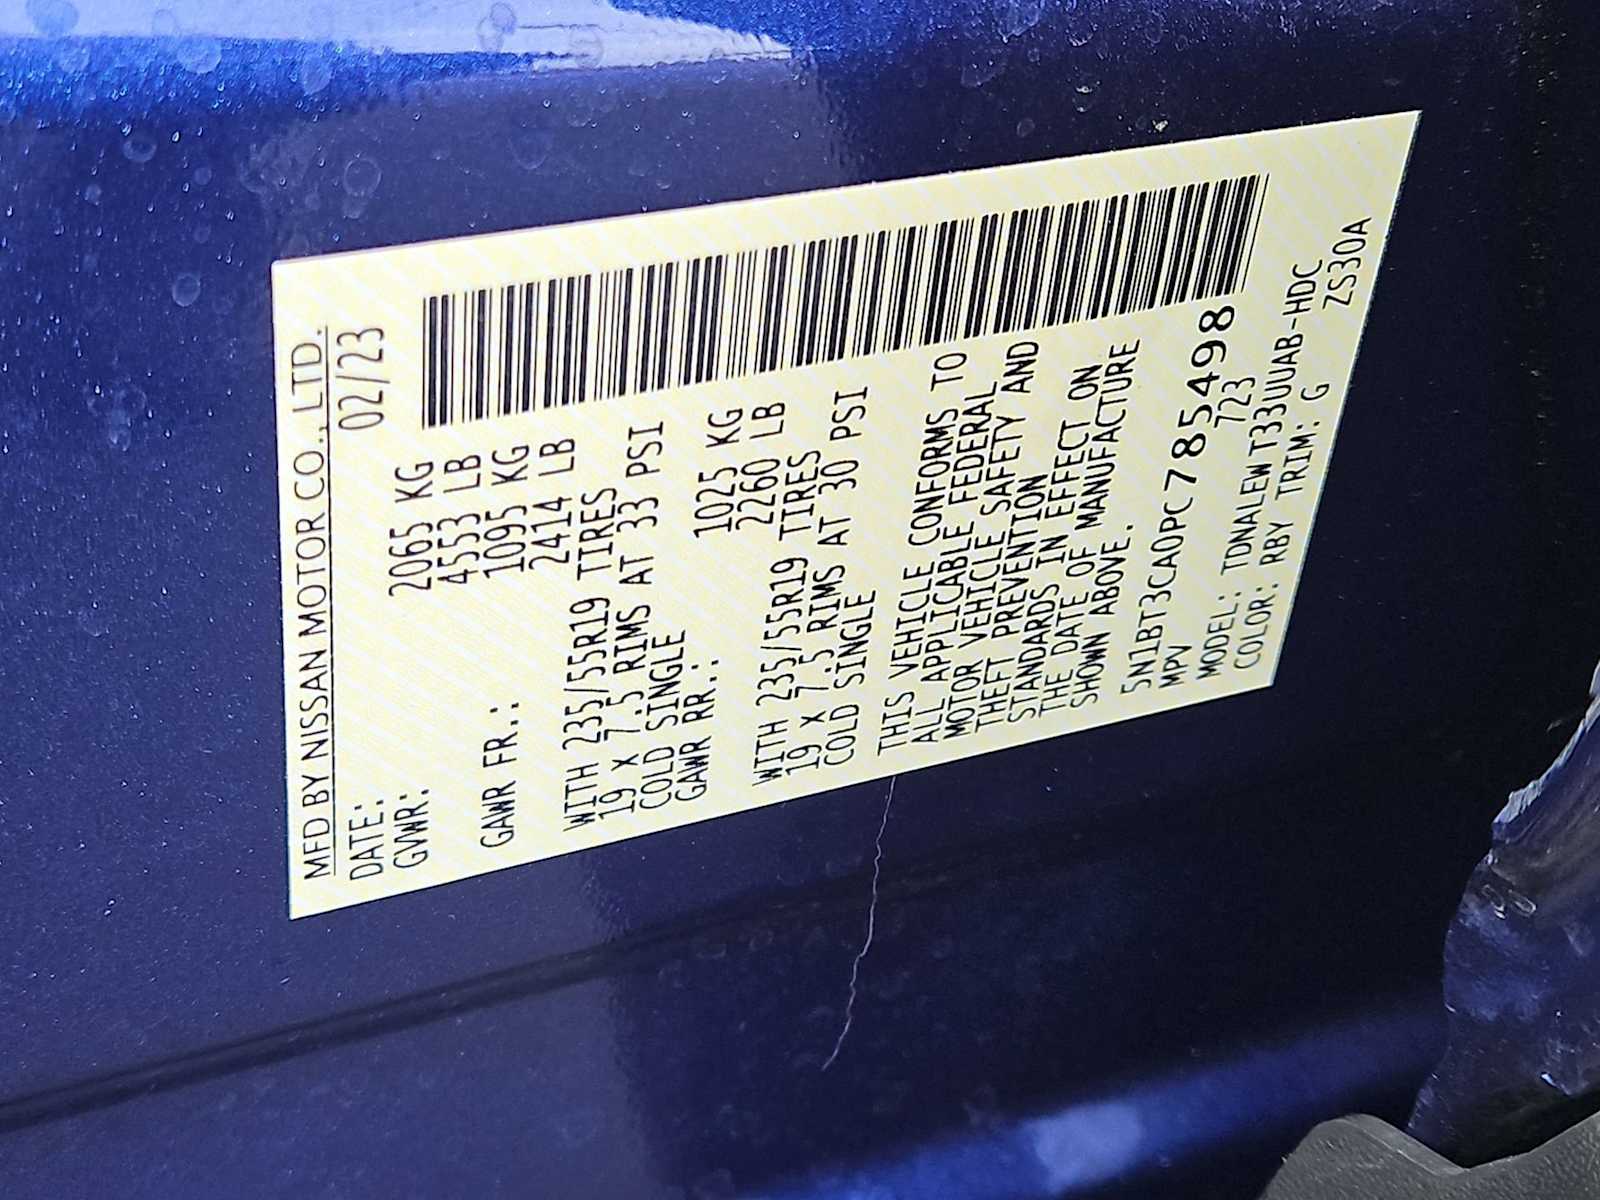 MFD BY NISSAN MOTOR CO., LTD.
DATE: 02/23
GVWR: 2065 KG
4553 LB
GAWR FR.: 1095 KG
2414 LB
WITH 235/55R19 TIRES
19 X 7.5 RIMS AT 33 PSI
COLD SINGLE
GAWR RR.: 1025 KG
2260 LB
WITH 235/55R19 TIRES
19 X 7.5 RIMS AT 30 PSI
COLD SINGLE
THIS VEHICLE CONFORMS TO
ALL APPLICABLE FEDERAL
MOTOR VEHICLE SAFETY AND
THEFT PREVENTION
STANDARDS IN EFFECT ON
THE DATE OF MANUFACTURE
SHOWN ABOVE.
5N1BT3CA0PC785498
MPV 7/23
MODEL: TDNALEW T33UUAB-HDC
COLOR: RBY TRIM: G ZS30A